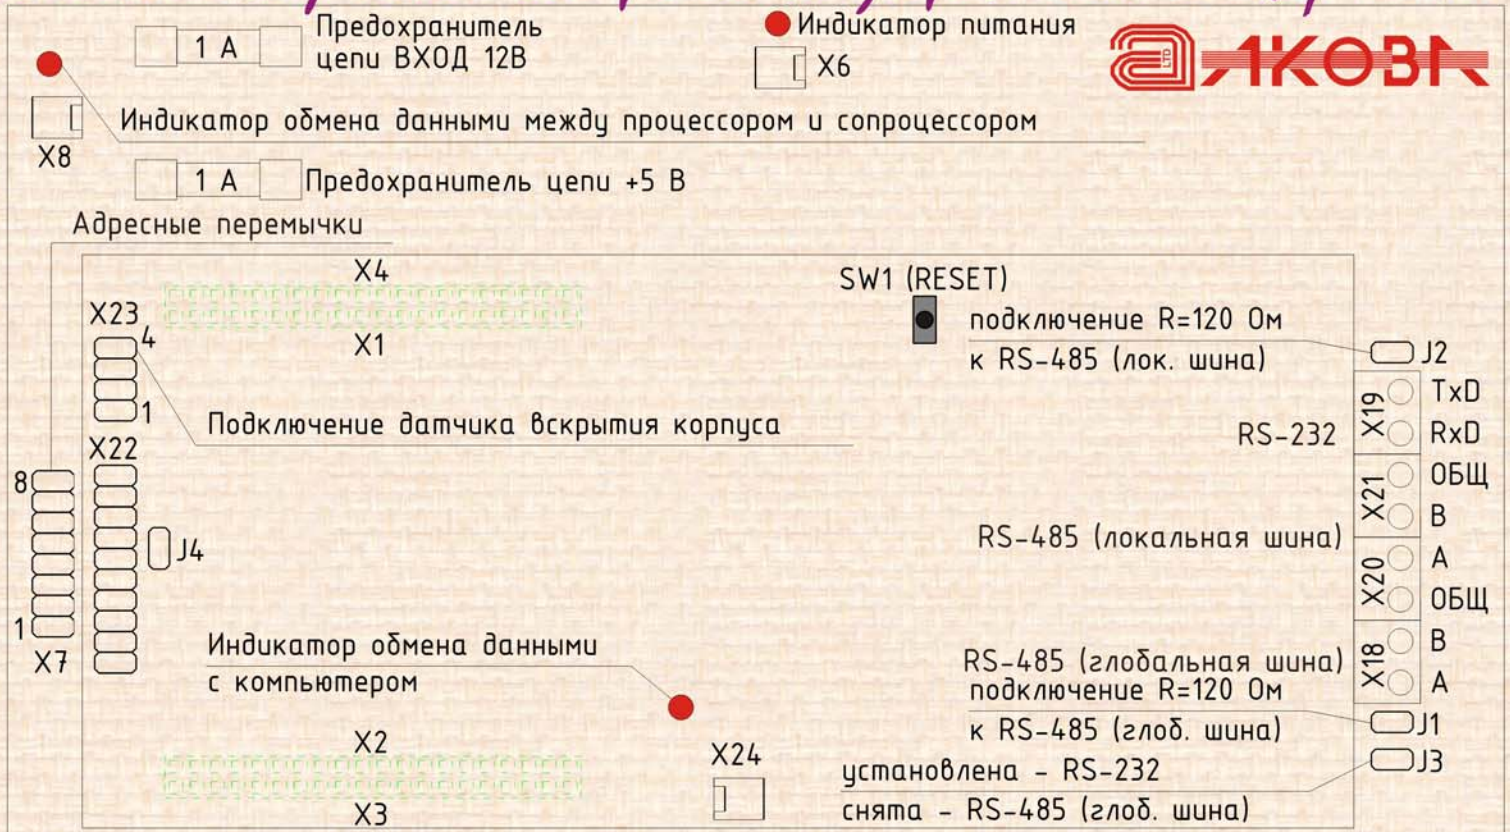 Предохранитель
цепи ВХОД 12В
1 А
Индикатор питания
X6
LTD
ЯКОВА
Индикатор обмена данными между процессором и сопроцессором
X8
1 А
Предохранитель цепи +5 В
Адресные перемычки
X4
SW1 (RESET)
X23
4
X1
1
подключение R=120 Ом
к RS-485 (лок. шина)
J2
Подключение датчика вскрытия корпуса
RS-232
X19
TxD
RxD
X22
8
X21
ОБЩ
B
J4
RS-485 (локальная шина)
X20
A
ОБЩ
1
X7
Индикатор обмена данными
с компьютером
RS-485 (глобальная шина)
X18
B
A
подключение R=120 Ом
к RS-485 (глоб. шина)
J1
X2
X24
установлена - RS-232
снята - RS-485 (глоб. шина)
J3
X3